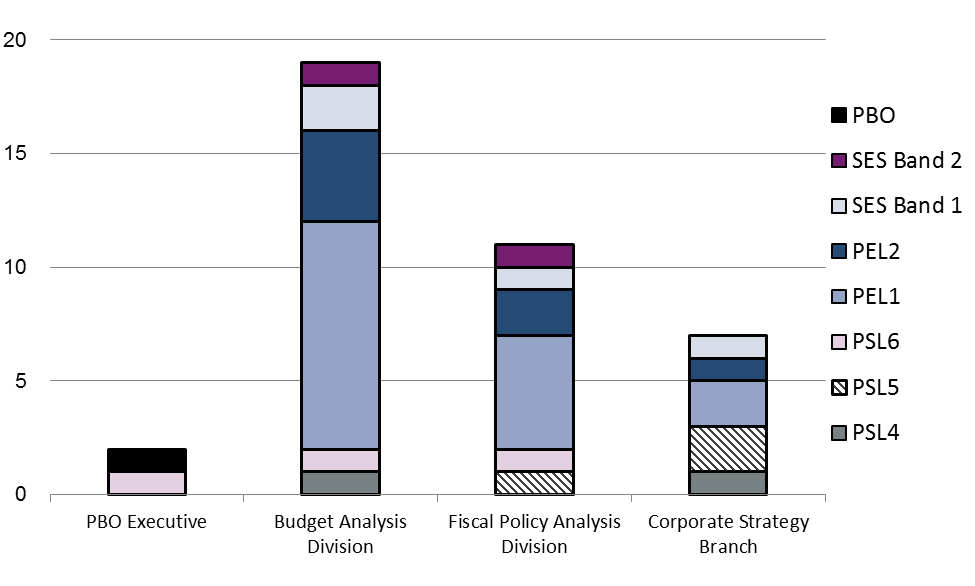 20
15
10
5
0
PBO Executive
Budget Analysis
Division
Fiscal Policy Analysis
Division
Corporate Strategy
Branch
PBO
SES Band 2
SES Band 1
PEL2
PEL1
PSL6
PSL5
PSL4